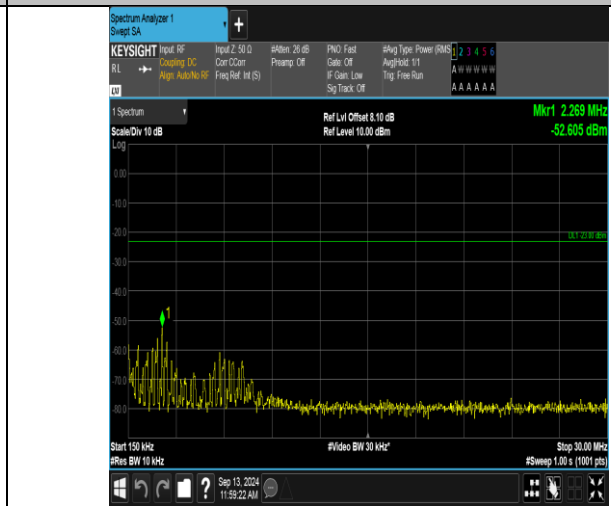 Spectrum Analyzer 1
Swept SA
+
KEYSIGHT Input: RF Input Z: 50 Ω #Atten: 26 dB PNO: Fast #Avg Type: Power (RMS 1 2 3 4 5 6
RL Coupling: DC Corr CCorr Preamp: Off Gate: Off Avg|Hold: 1/1 A W W W W W
Align: Auto/No RF Freq Ref: Int (S) IF Gain: Low Trig: Free Run
Sig Track: Off A A A A A A
LXI
1 Spectrum Ref Lvl Offset 8.10 dB Mkr1 2.269 MHz
Scale/Div 10 dB Ref Level 10.00 dBm -52.605 dBm
Log
0.00
-10.0
-20.0
DL1 -23.00 dBm
-30.0
-40.0
-50.0
1
-60.0
-70.0
-80.0
Start 150 kHz #Video BW 30 kHz* Stop 30.00 MHz
#Res BW 10 kHz #Sweep 1.00 s (1001 pts)
? Sep 13, 2024
11:59:22 AM